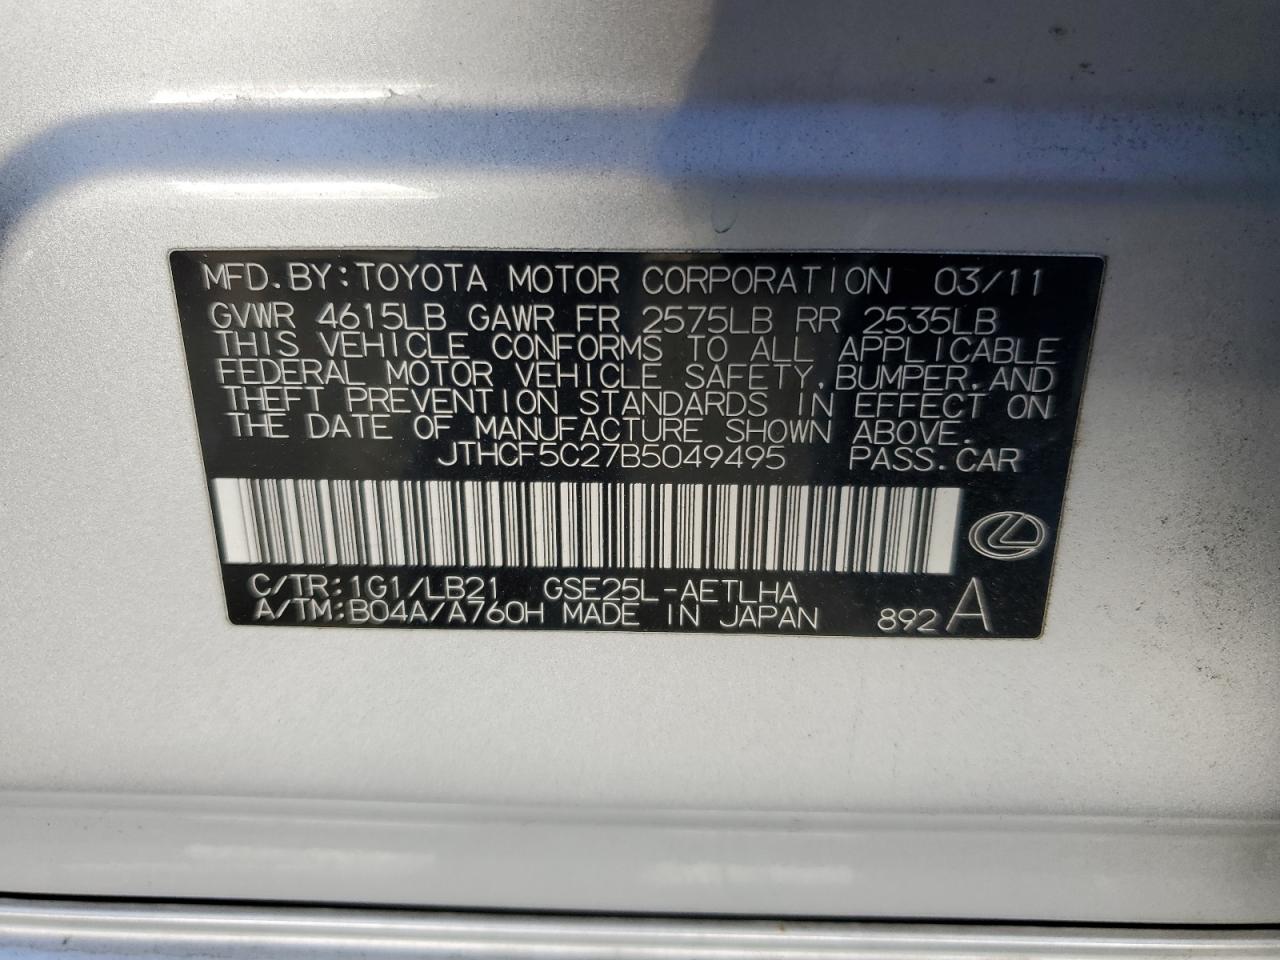 MFD.BY:TOYOTA MOTOR CORPORATION 03/11
GVWR 4615LB GAWR FR 2575LB RR 2535LB
THIS VEHICLE CONFORMS TO ALL APPLICABLE
FEDERAL MOTOR VEHICLE SAFETY,BUMPER,AND
THEFT PREVENTION STANDARDS IN EFFECT ON
THE DATE OF MANUFACTURE SHOWN ABOVE.
JTHCF5C27B5049495 PASS.CAR
C/TR:1G1/LB21 GSE25L-AETLHA
A/TM:B04A/A760H MADE IN JAPAN 892 A